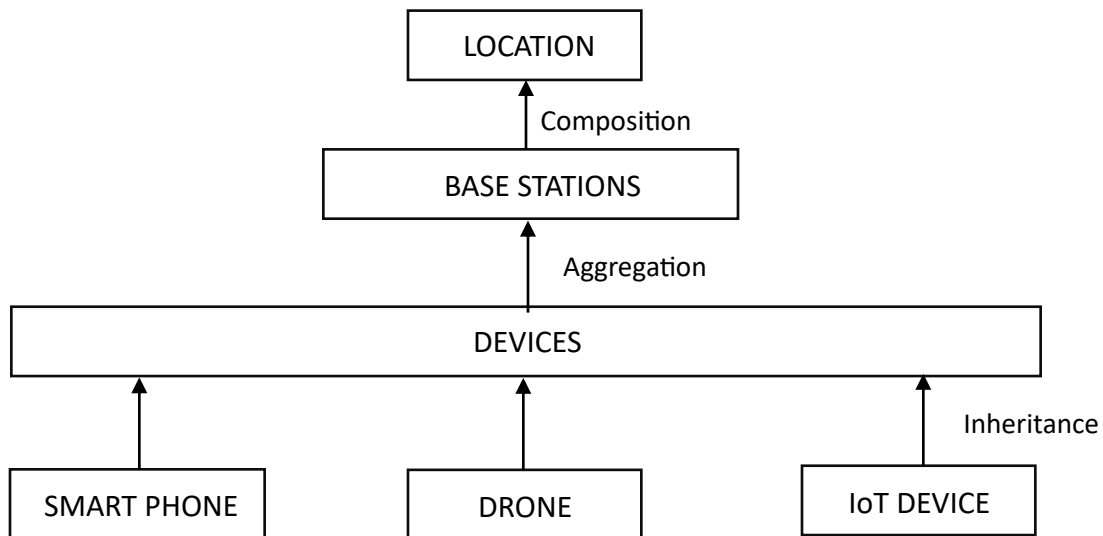 LOCATION
Composition
BASE STATIONS
Aggregation
DEVICES
Inheritance
SMART PHONE
DRONE
IoT DEVICE